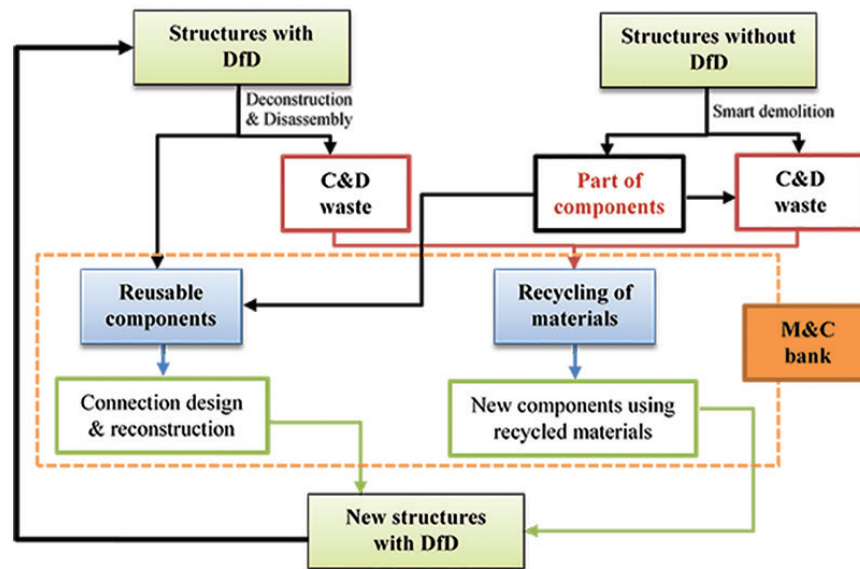 Structures with
DfD
Structures without
DfD
Deconstruction
& Disassembly
Smart demolition
C&D
waste
Part of
components
C&D
waste
Reusable
components
Recycling of
materials
M&C
bank
Connection design
& reconstruction
New components using
recycled materials
New structures
with DfD